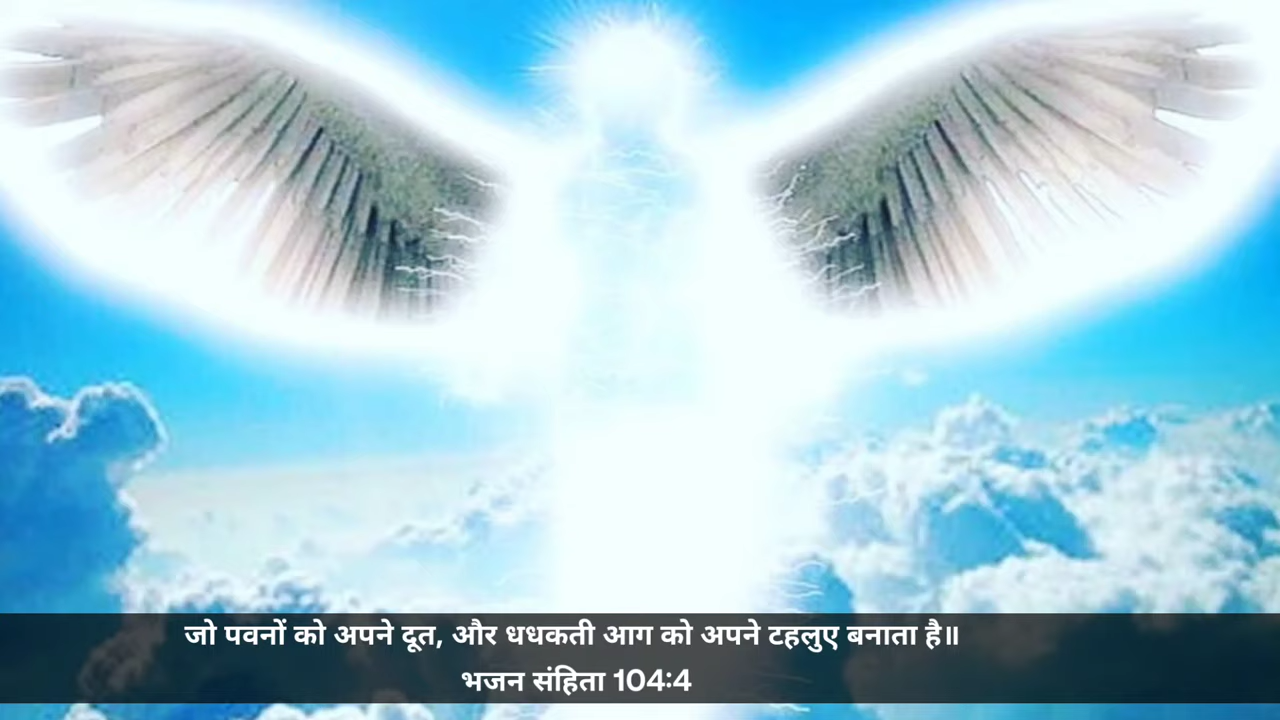 जो पवनों को अपने दूत, और धधकती आग को अपने टहलुए बनाता है॥
भजन संहिता 104:4